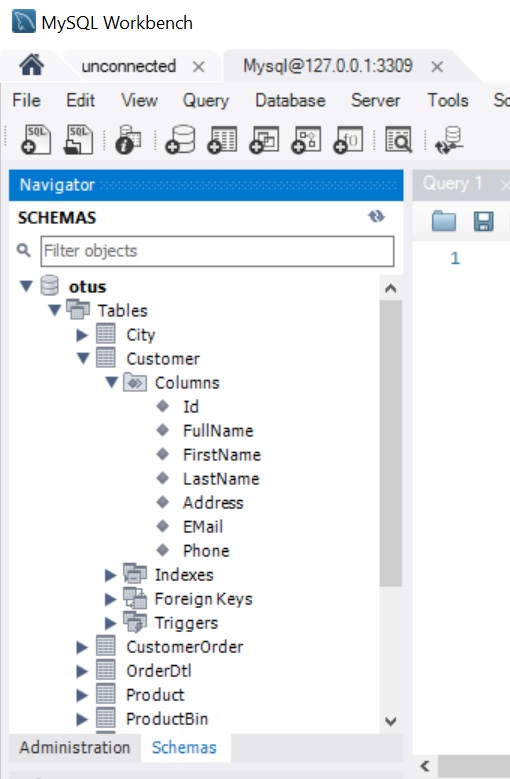 MySQL Workbench
unconnected × Mysql@127.0.0.1:3309 ×
File Edit View Query Database Server Tools
SQL SQL f()
Navigator
Query 1 ×
SCHEMAS
Filter objects
1
otus
Tables
City
Customer
Columns
Id
FullName
FirstName
LastName
Address
EMail
Phone
Indexes
Foreign Keys
Triggers
CustomerOrder
OrderDtl
Product
ProductBin
Administration Schemas